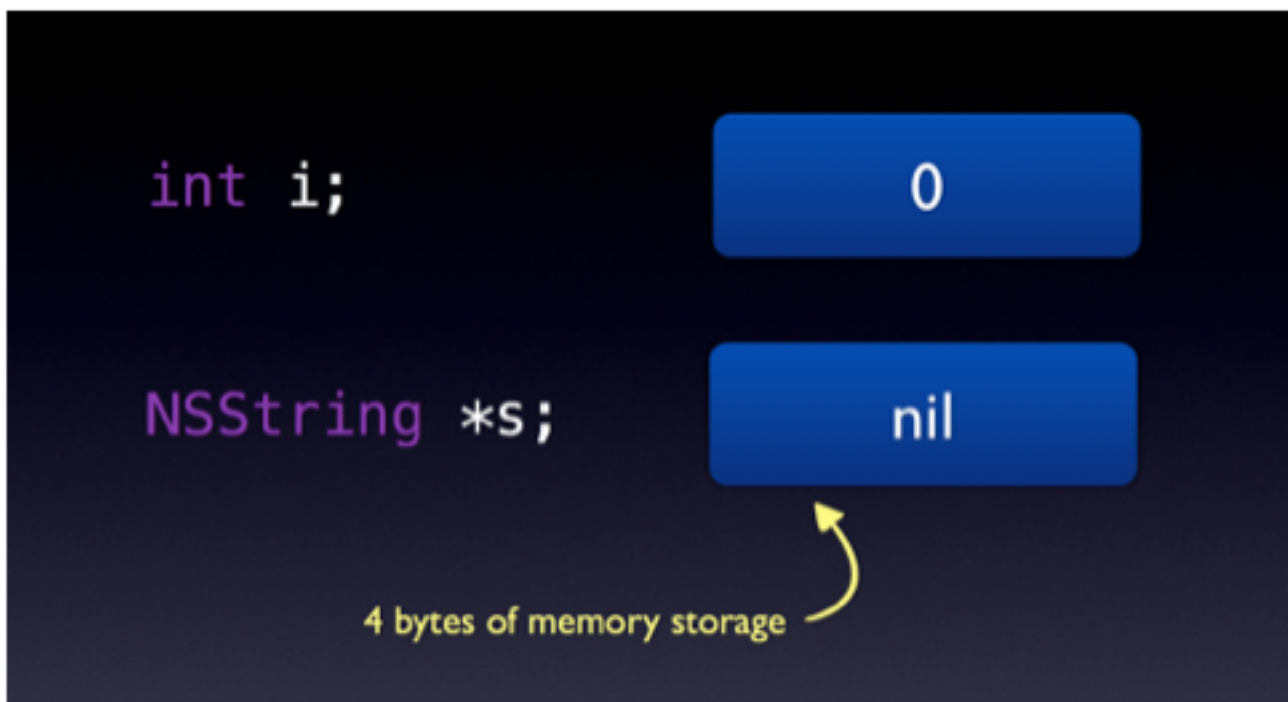 int i;
0
NSString *s;
nil
4 bytes of memory storage